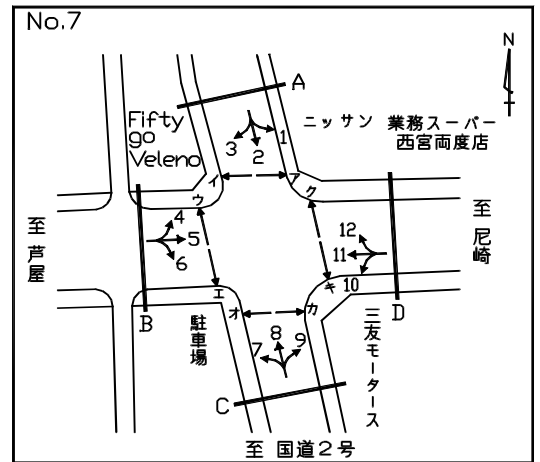 No.7
N
A
Fifty
go
Veleno
ニッサン
業務スーパー
西宮両度店
1
2
3
イ
ア
ク
ウ
至芦屋
4
5
6
12
11
10
至尼崎
エ
オ
カ
キ
B
D
駐車場
7
8
9
三友モータース
C
至 国道2号